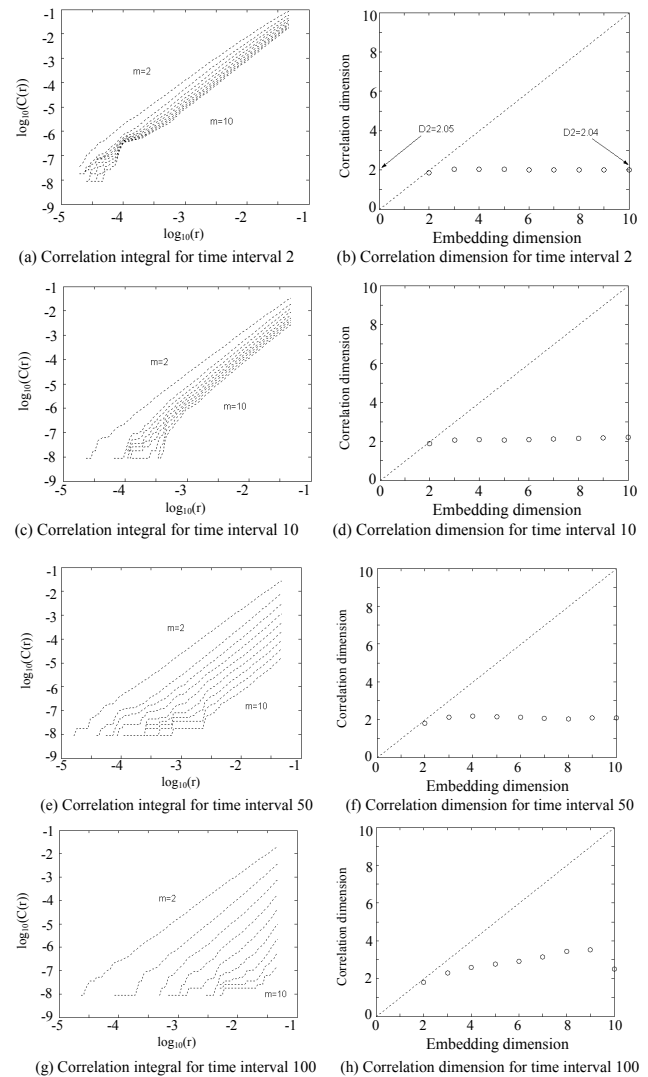 -1
-2
-3
-4
-5
-6
-7
-8
-9
log10(C(r))
m=2
m=10
-5 -4 -3 -2 -1
log10(r)
(a) Correlation integral for time interval 2
10
8
6
4
2
0
Correlation dimension
D2=2.05
D2=2.04
0 2 4 6 8 10
Embedding dimension
(b) Correlation dimension for time interval 2
-1
-2
-3
-4
-5
-6
-7
-8
-9
log10(C(r))
m=2
m=10
-5 -4 -3 -2 -1
log10(r)
(c) Correlation integral for time interval 10
10
8
6
4
2
0
Correlation dimension
0 2 4 6 8 10
Embedding dimension
(d) Correlation dimension for time interval 10
-1
-2
-3
-4
-5
-6
-7
-8
-9
log10(C(r))
m=2
m=10
-5 -4 -3 -2 -1
log10(r)
(e) Correlation integral for time interval 50
10
8
6
4
2
0
Correlation dimension
0 2 4 6 8 10
Embedding dimension
(f) Correlation dimension for time interval 50
-1
-2
-3
-4
-5
-6
-7
-8
-9
log10(C(r))
m=2
m=10
-5 -4 -3 -2 -1
log10(r)
(g) Correlation integral for time interval 100
10
8
6
4
2
0
Correlation dimension
0 2 4 6 8 10
Embedding dimension
(h) Correlation dimension for time interval 100